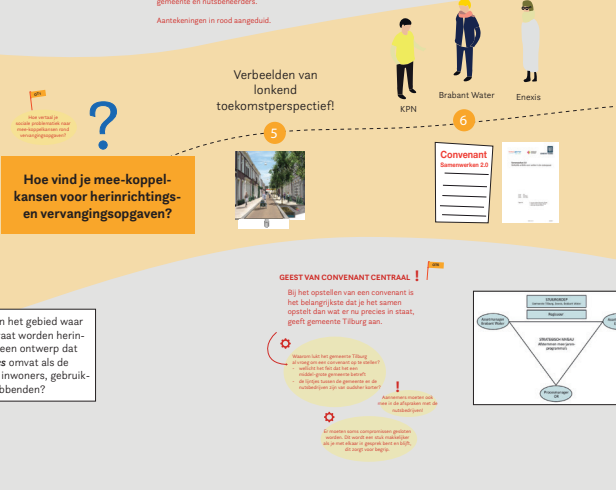 gemeente en nutsbeheerders.
Aantekeningen in rood aangeduid.
Verbeelden van
lonkend
toekomstperspectief!
KPN
Brabant Water
Enexis
Hoe vertaal je
sociale problematiek naar
mee-koppelkansen rond
vervangingsopgaven?
?
5
6
Hoe vind je mee-koppel-
kansen voor herinrichtings-
en vervangingsopgaven?
Convenant
Samenwerken 2.0
GEEST VAN CONVENANT CENTRAAL !
Bij het opstellen van een convenant is
het belangrijkste dat je het samen
opstelt dan wat er nu precies in staat,
geeft gemeente Tilburg aan.
n het gebied waar
raat worden herin-
een ontwerp dat
es omvat als de
inwoners, gebruik-
bbenden?
Waarom lukt het gemeente Tilburg
al vroeg om een convenant op te stellen?
- wellicht het feit dat het een
middel-grote gemeente betreft
- de lijntjes tussen de gemeente en de
nutsbedrijven zijn van oudsher korter?
!
Aannemers moeten ook
mee in de afspraken met de
nutsbedrijven!
Er moeten soms compromissen gesloten
worden. Dit wordt een stuk makkelijker
als je met elkaar in gesprek bent en blijft,
dit zorgt voor begrip.
STUURGROEP
Regisseur
Brabant Water
STRATEGISCH NIVEAU
programma's